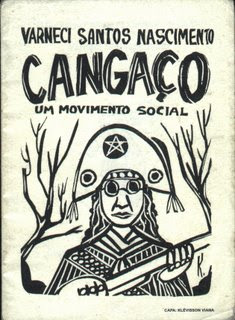 VARNECI SANTOS NASCIMENTO
CANGAÇO
UM MOVIMENTO SOCIAL
K
CAPA: KLÉVISSON VIANA